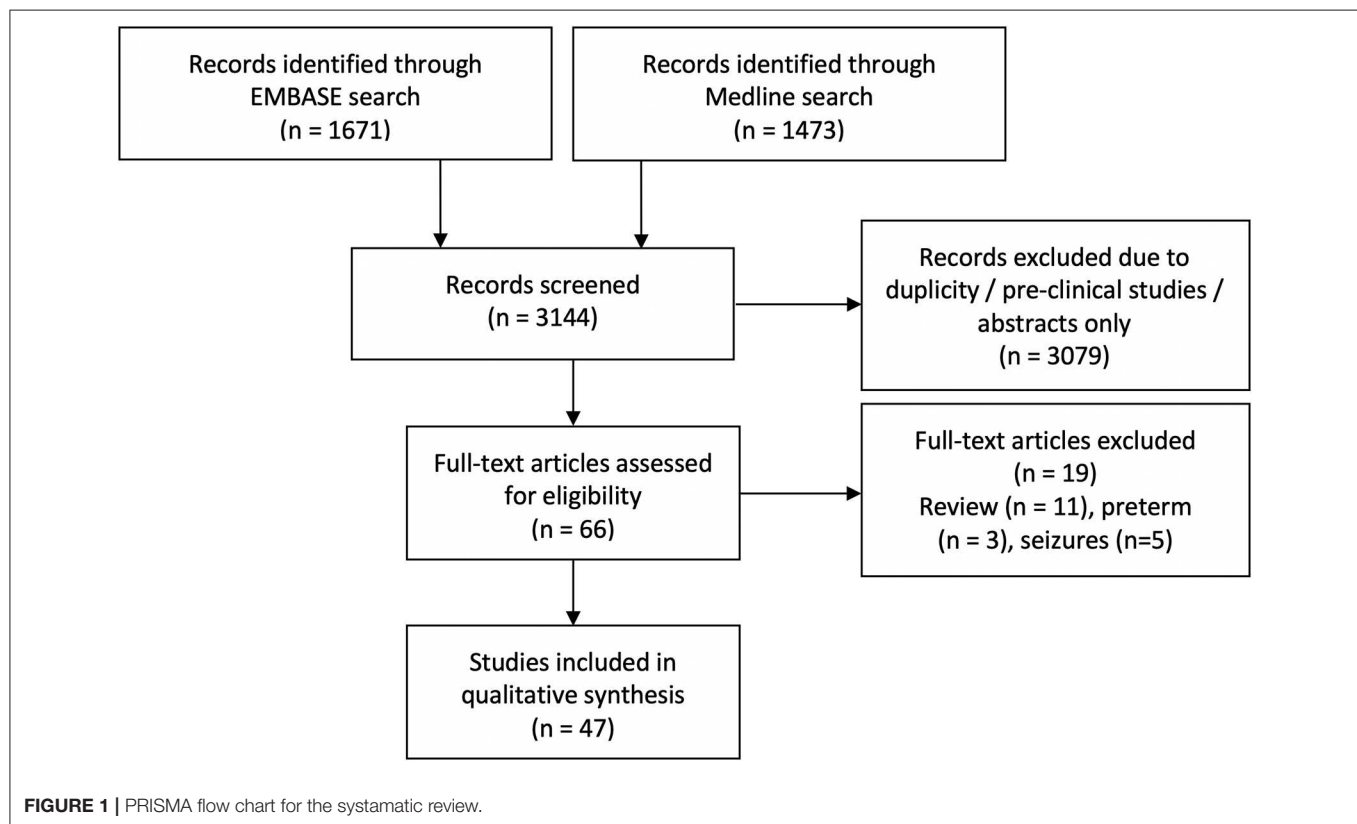 Records identified through
EMBASE search
(n = 1671)
Records identified through
Medline search
(n = 1473)
Records screened
(n = 3144)
Records excluded due to
duplicity / pre-clinical studies /
abstracts only
(n = 3079)
Full-text articles assessed
for eligibility
(n = 66)
Full-text articles excluded
(n = 19)
Review (n = 11), preterm
(n = 3), seizures (n=5)
Studies included in
qualitative synthesis
(n = 47)
FIGURE 1 | PRISMA flow chart for the systamatic review.